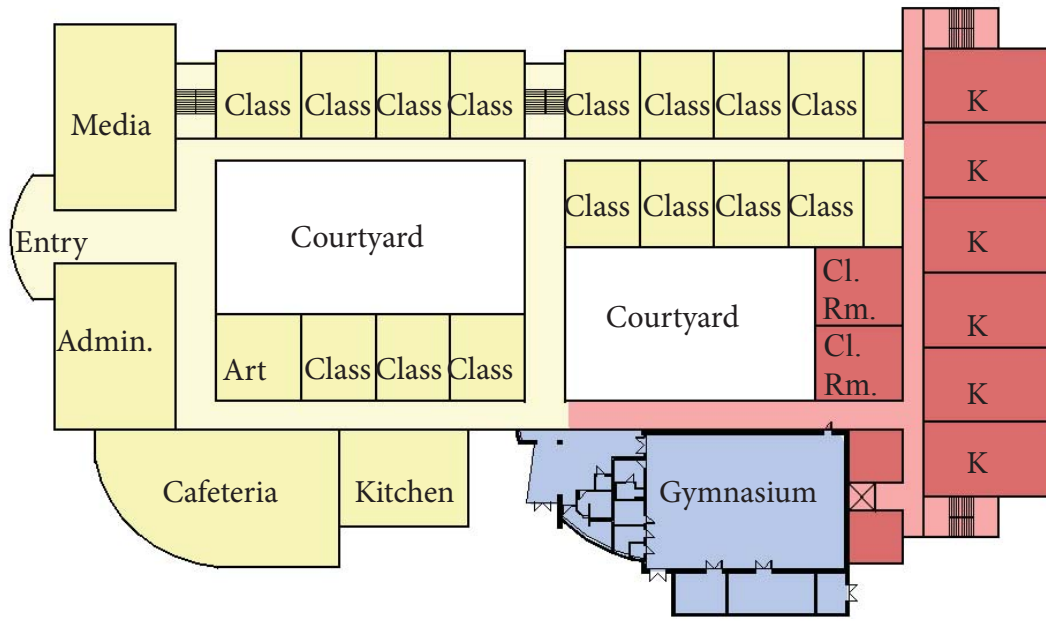 Media
Class Class Class Class
Class Class Class Class
K
K
Class Class Class Class
Entry
Courtyard
K
Cl.
Rm.
Courtyard
K
Admin.
Art
Class Class Class
Cl.
Rm.
K
Cafeteria
Kitchen
Gymnasium
K